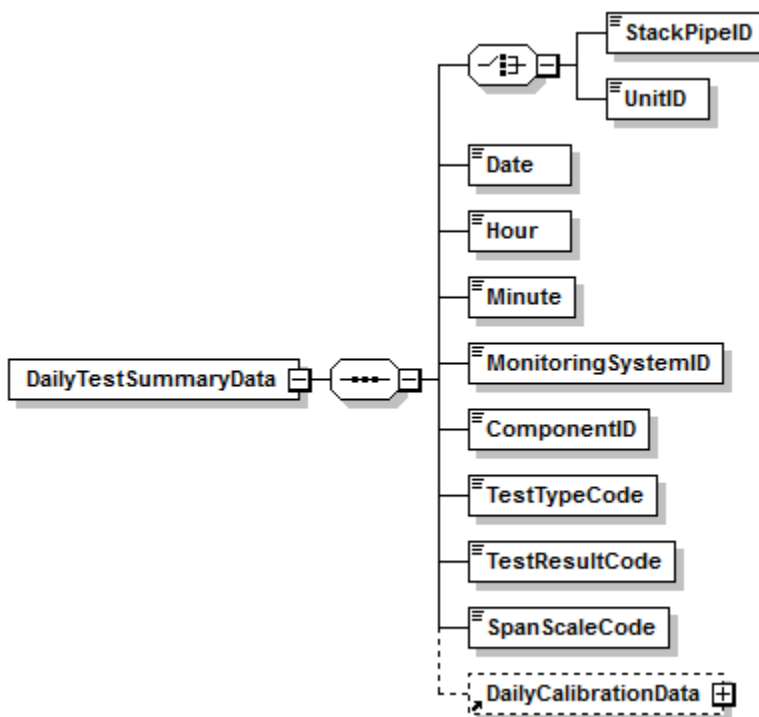 StackPipeID
UnitID
Date
Hour
Minute
DailyTestSummaryData
MonitoringSystemID
ComponentID
TestTypeCode
TestResultCode
SpanScaleCode
DailyCalibrationData